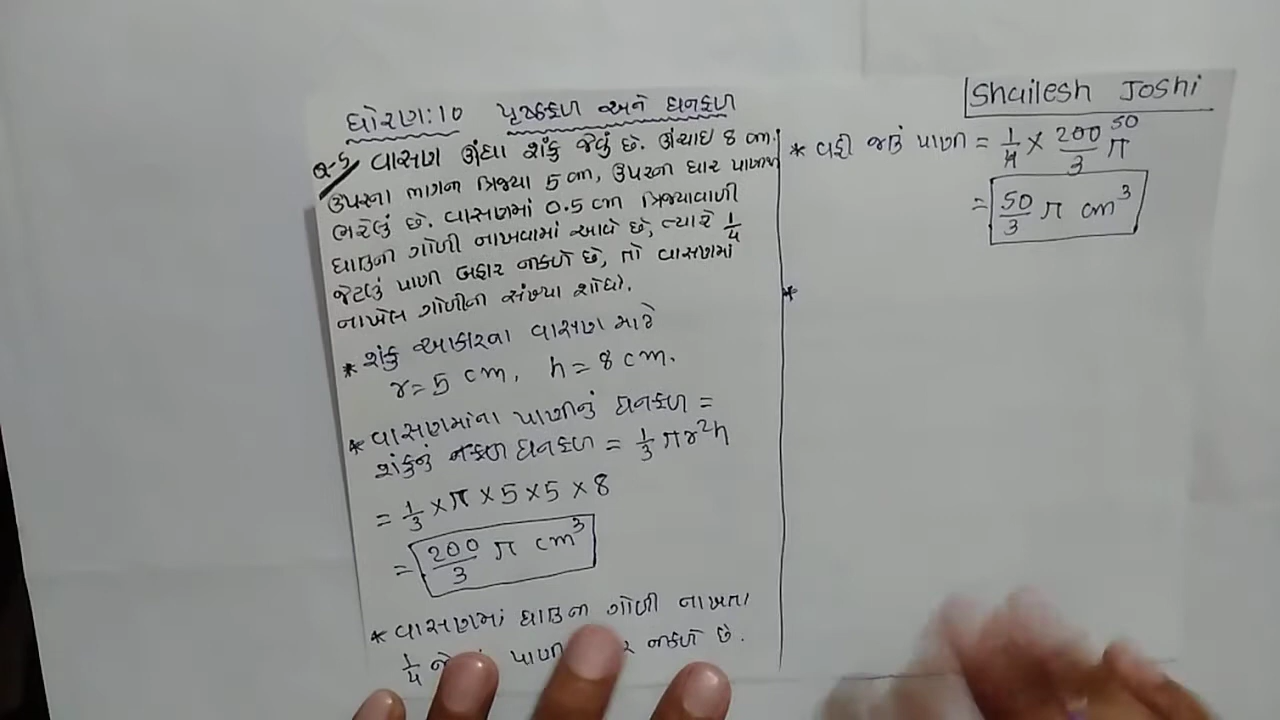 ધોરણ:10 પૃષ્ઠફળ અને ઘનફળ
Q-5 વાસણ ઊંધા શંકુ જેવું છે. ઊંચાઇ 8 cm.
ઉપરના ભાગના ત્રિજ્યા 5 cm, ઉપરની ધાર પાણીથી
ભરેલું છે. વાસણમાં 0.5 cm ત્રિજ્યાવાળી
ધાતુની ગોળી નાખવામાં આવે છે, ત્યારે 1/4
જેટલું પાણી બહાર નીકળે છે, તો વાસણમાં
નાખેલ ગોળીની સંખ્યા શોધો.
* શંકુ આકારના વાસણ માટે
r = 5 cm, h = 8 cm.
* વાસણમાંના પાણીનું ઘનફળ =
શંકુનું ઘનફળ = 1/3 πr²h
= 1/3 × π × 5 × 5 × 8
= 200/3 π cm³
* વાસણમાં ધાતુની ગોળી નાખતા
1/4 પાણી નીકળે છે.
Shailesh Joshi
* વહી જતું પાણી = 1/4 × 200/3 π 50
= 50/3 π cm³
*